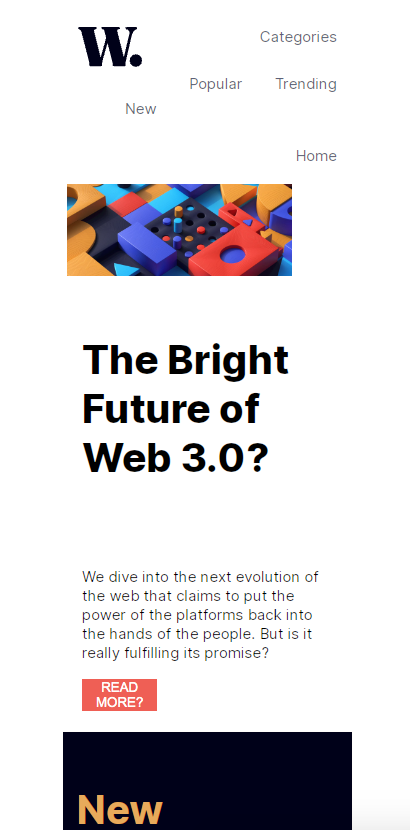 W.
Categories
Popular Trending
New
Home
The Bright
Future of
Web 3.0?
We dive into the next evolution of
the web that claims to put the
power of the platforms back into
the hands of the people. But is it
really fulfilling its promise?
READ
MORE?
New